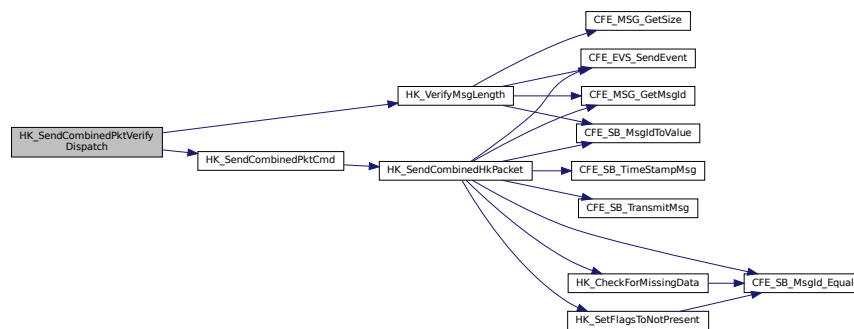 HK_SendCombinedPktVerify
Dispatch
HK_VerifyMsgLength
HK_SendCombinedPktCmd
HK_SendCombinedHkPacket
CFE_MSG_GetSize
CFE_EVS_SendEvent
CFE_MSG_GetMsgId
CFE_SB_MsgIdToValue
CFE_SB_TimeStampMsg
CFE_SB_TransmitMsg
HK_CheckForMissingData
CFE_SB_MsgId_Equal
HK_SetFlagsToNotPresent